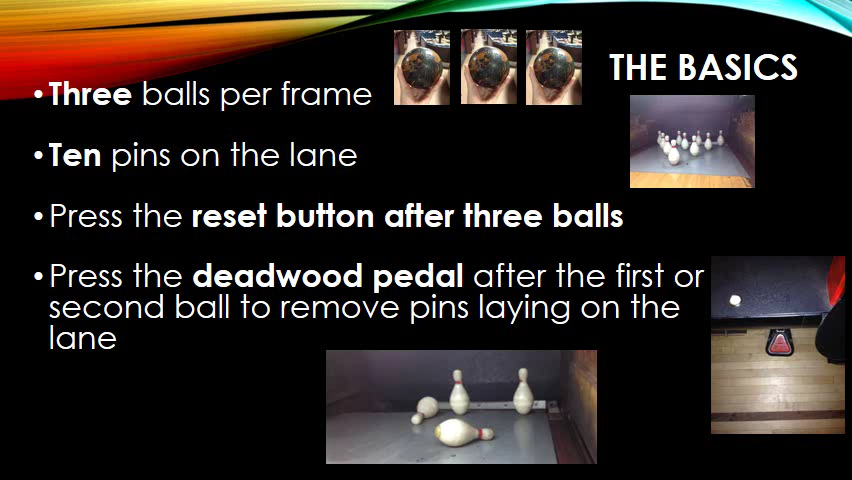 THE BASICS
• Three balls per frame
• Ten pins on the lane
• Press the reset button after three balls
• Press the deadwood pedal after the first or
second ball to remove pins laying on the
lane